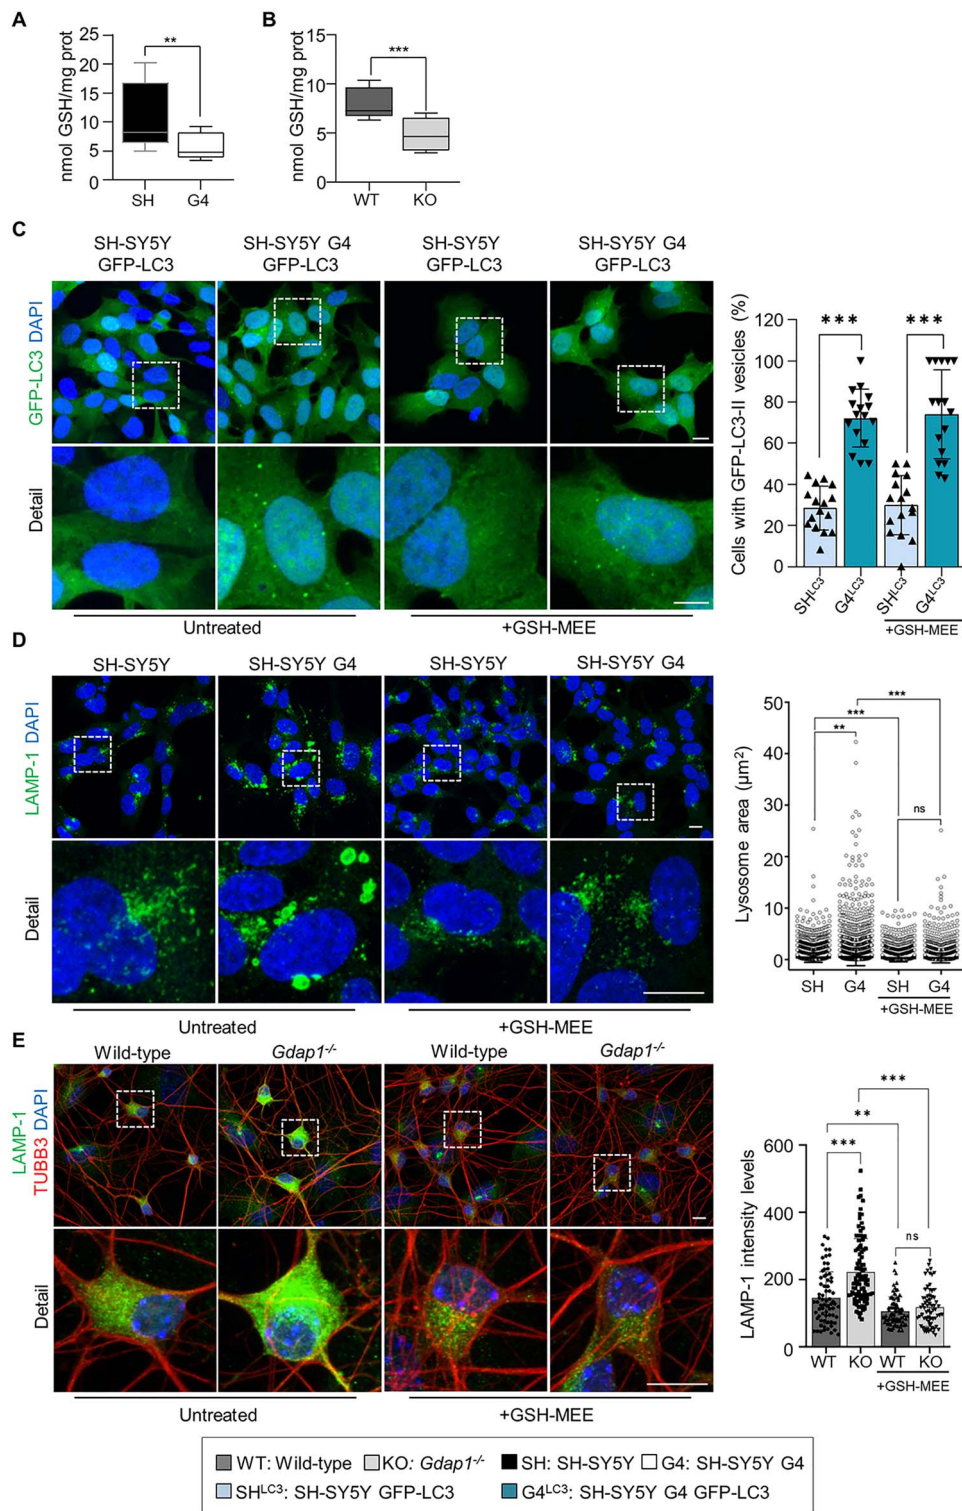 A
nmol GSH/mg prot
25
20
15
10
5
0
**
SH
G4
B
nmol GSH/mg prot
15
10
5
0
***
WT
KO
C
SH-SY5Y
GFP-LC3
SH-SY5Y G4
GFP-LC3
SH-SY5Y
GFP-LC3
SH-SY5Y G4
GFP-LC3
GFP-LC3 DAPI
Detail
Untreated
+GSH-MEE
Cells with GFP-LC3-II vesicles (%)
120
100
80
60
40
20
0
***
***
SHLC3
G4LC3
SHLC3
G4LC3
+GSH-MEE
D
SH-SY5Y
SH-SY5Y G4
SH-SY5Y
SH-SY5Y G4
LAMP-1 DAPI
Detail
Untreated
+GSH-MEE
Lysosome area (µm²)
50
40
30
20
10
0
***
***
**
ns
SH
G4
SH
G4
+GSH-MEE
E
Wild-type
Gdap1-/-
Wild-type
Gdap1-/-
LAMP-1
TUBB3 DAPI
Detail
Untreated
+GSH-MEE
LAMP-1 intensity levels
600
400
200
0
***
**
***
ns
WT
KO
WT
KO
+GSH-MEE
WT: Wild-type KO: Gdap1-/- SH: SH-SY5Y G4: SH-SY5Y G4
SHLC3: SH-SY5Y GFP-LC3 G4LC3: SH-SY5Y G4 GFP-LC3